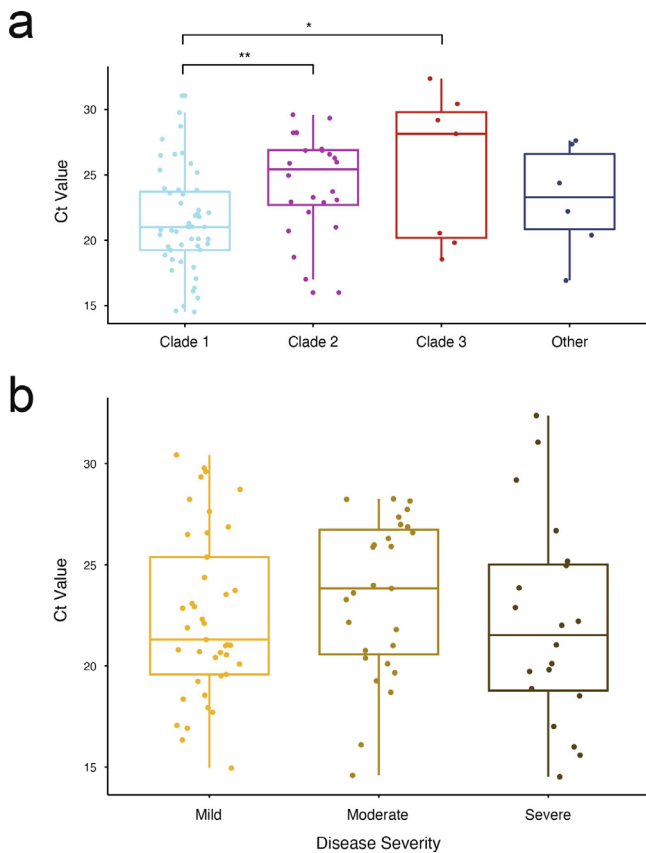 a
*
**
Ct Value
30
25
20
15
Clade 1 Clade 2 Clade 3 Other
b
Ct Value
30
25
20
15
Mild Moderate Severe
Disease Severity